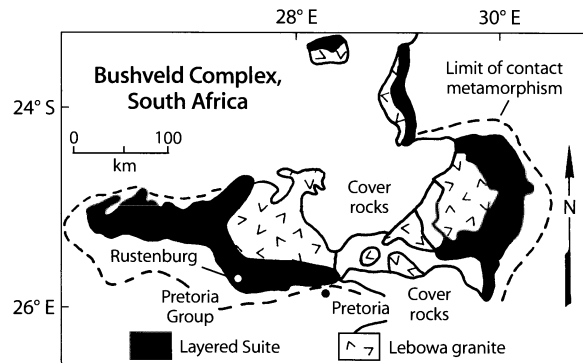 28° E
30° E
Bushveld Complex,
South Africa
Limit of contact
metamorphism
24° S
0 100
km
Cover
rocks
N
Rustenburg
Pretoria
Group
Pretoria
Cover
rocks
26° E
Layered Suite
Lebowa granite